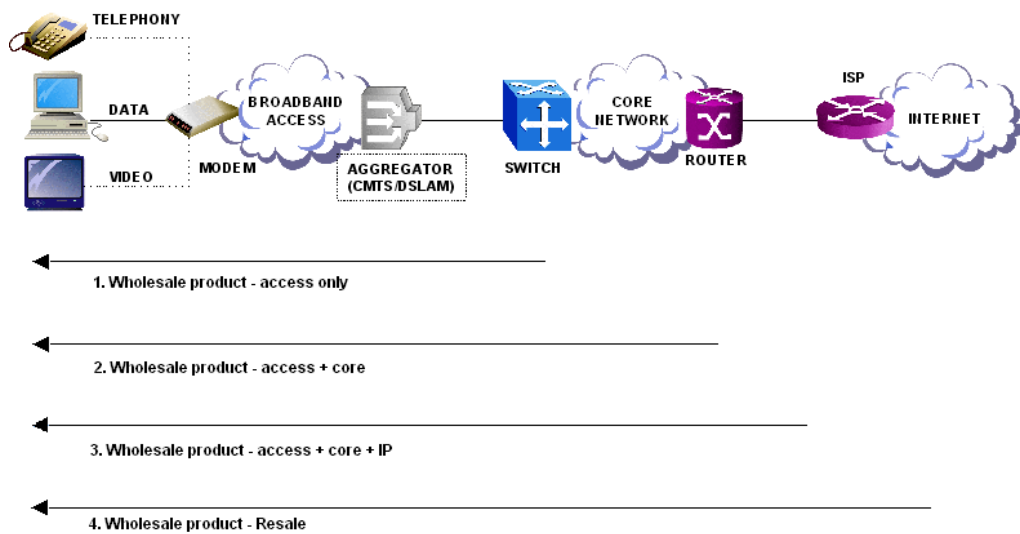 TELEPHONY
DATA
VIDEO
MODEM
BROADBAND
ACCESS
AGGREGATOR
(CMTS/DSLAM)
SWITCH
CORE
NETWORK
ROUTER
ISP
INTERNET
1. Wholesale product - access only
2. Wholesale product - access + core
3. Wholesale product - access + core + IP
4. Wholesale product - Resale